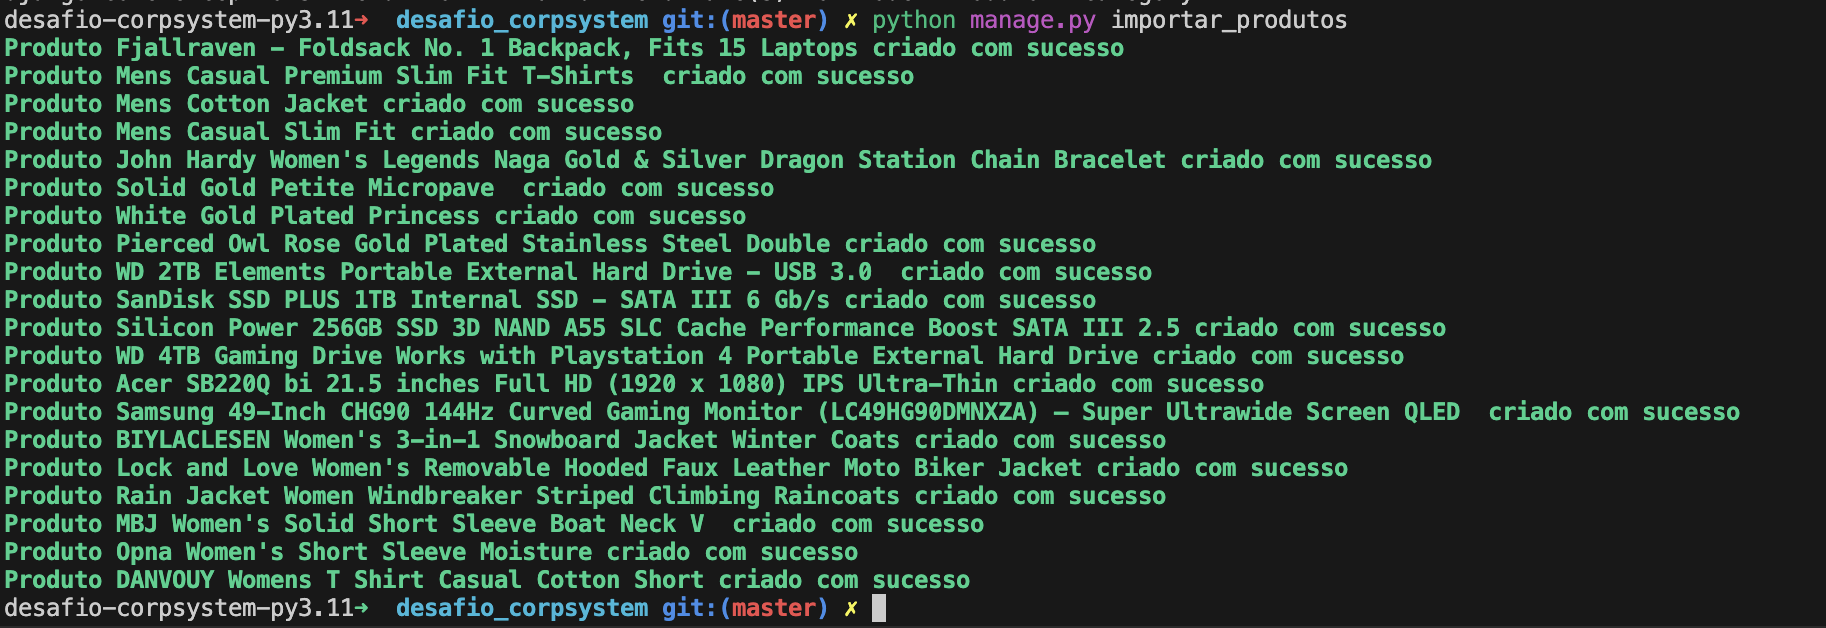 desafio-corpsystem-py3.11➜  desafio_corpsystem git:(master) ✗ python manage.py importar_produtos
Produto Fjallraven - Foldsack No. 1 Backpack, Fits 15 Laptops criado com sucesso
Produto Mens Casual Premium Slim Fit T-Shirts  criado com sucesso
Produto Mens Cotton Jacket criado com sucesso
Produto Mens Casual Slim Fit criado com sucesso
Produto John Hardy Women's Legends Naga Gold & Silver Dragon Station Chain Bracelet criado com sucesso
Produto Solid Gold Petite Micropave  criado com sucesso
Produto White Gold Plated Princess criado com sucesso
Produto Pierced Owl Rose Gold Plated Stainless Steel Double criado com sucesso
Produto WD 2TB Elements Portable External Hard Drive - USB 3.0  criado com sucesso
Produto SanDisk SSD PLUS 1TB Internal SSD - SATA III 6 Gb/s criado com sucesso
Produto Silicon Power 256GB SSD 3D NAND A55 SLC Cache Performance Boost SATA III 2.5 criado com sucesso
Produto WD 4TB Gaming Drive Works with Playstation 4 Portable External Hard Drive criado com sucesso
Produto Acer SB220Q bi 21.5 inches Full HD (1920 x 1080) IPS Ultra-Thin criado com sucesso
Produto Samsung 49-Inch CHG90 144Hz Curved Gaming Monitor (LC49HG90DMNXZA) – Super Ultrawide Screen QLED  criado com sucesso
Produto BIYLACLESEN Women's 3-in-1 Snowboard Jacket Winter Coats criado com sucesso
Produto Lock and Love Women's Removable Hooded Faux Leather Moto Biker Jacket criado com sucesso
Produto Rain Jacket Women Windbreaker Striped Climbing Raincoats criado com sucesso
Produto MBJ Women's Solid Short Sleeve Boat Neck V  criado com sucesso
Produto Opna Women's Short Sleeve Moisture criado com sucesso
Produto DANVOUY Womens T Shirt Casual Cotton Short criado com sucesso
desafio-corpsystem-py3.11➜  desafio_corpsystem git:(master) ✗